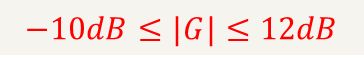 −10dB ≤ |G| ≤ 12dB